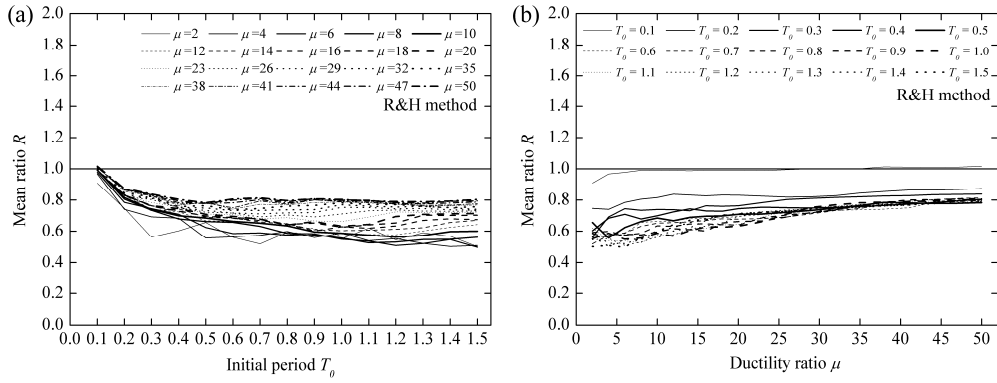 (a)
2.0
1.8
1.6
1.4
1.2
1.0
0.8
0.6
0.4
0.2
0.0
Mean ratio R
μ=2 μ=4 μ=6 μ=8 μ=10
μ=12 μ=14 μ=16 μ=18 μ=20
μ=23 μ=26 μ=29 μ=32 μ=35
μ=38 μ=41 μ=44 μ=47 μ=50
R&H method
0.0 0.1 0.2 0.3 0.4 0.5 0.6 0.7 0.8 0.9 1.0 1.1 1.2 1.3 1.4 1.5
Initial period T0
(b)
2.0
1.8
1.6
1.4
1.2
1.0
0.8
0.6
0.4
0.2
0.0
Mean ratio R
T0 = 0.1 T0 = 0.2 T0 = 0.3 T0 = 0.4 T0 = 0.5
T0 = 0.6 T0 = 0.7 T0 = 0.8 T0 = 0.9 T0 = 1.0
T0 = 1.1 T0 = 1.2 T0 = 1.3 T0 = 1.4 T0 = 1.5
R&H method
0 5 10 15 20 25 30 35 40 45 50
Ductility ratio μ